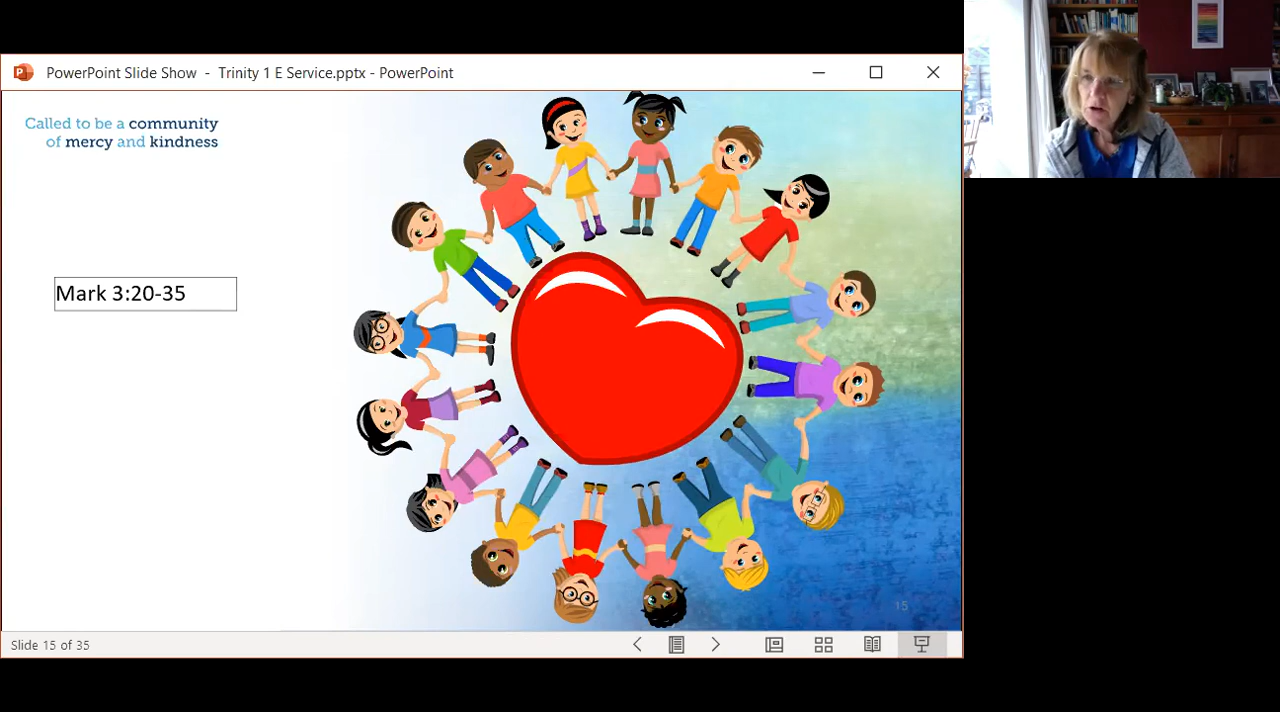 PowerPoint Slide Show - Trinity 1 E Service.pptx - PowerPoint
Called to be a community
of mercy and kindness
Mark 3:20-35
15
Slide 15 of 35